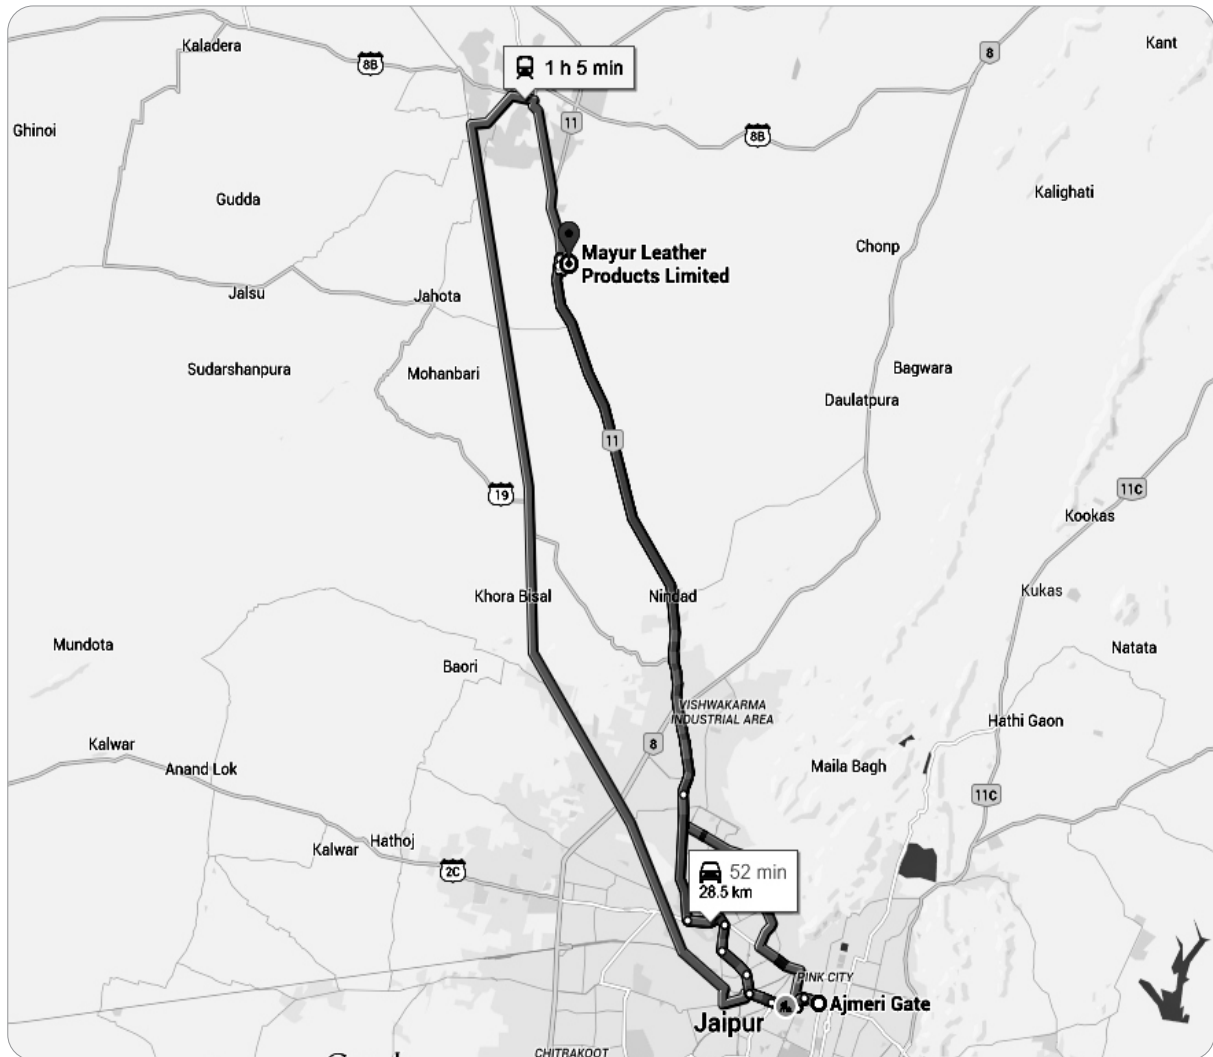 Kaladera
8B
1 h 5 min
8
Kant
Ghinoi
11
8B
Gudda
Kalighati
Mayur Leather
Products Limited
Chonp
Jalsu
Jahota
Sudarshanpura
Mohanbari
Bagwara
Daulatpura
11
19
11C
Kookas
Khora Bisal
Nindad
Kukas
Mundota
Baori
Natata
VISHWAKARMA
INDUSTRIAL AREA
Hathi Gaon
8
Kalwar
Anand Lok
Maila Bagh
11C
Kalwar
Hathoj
2C
52 min
28.5 km
PINK CITY
Ajmeri Gate
Jaipur
CHITRAKOOT